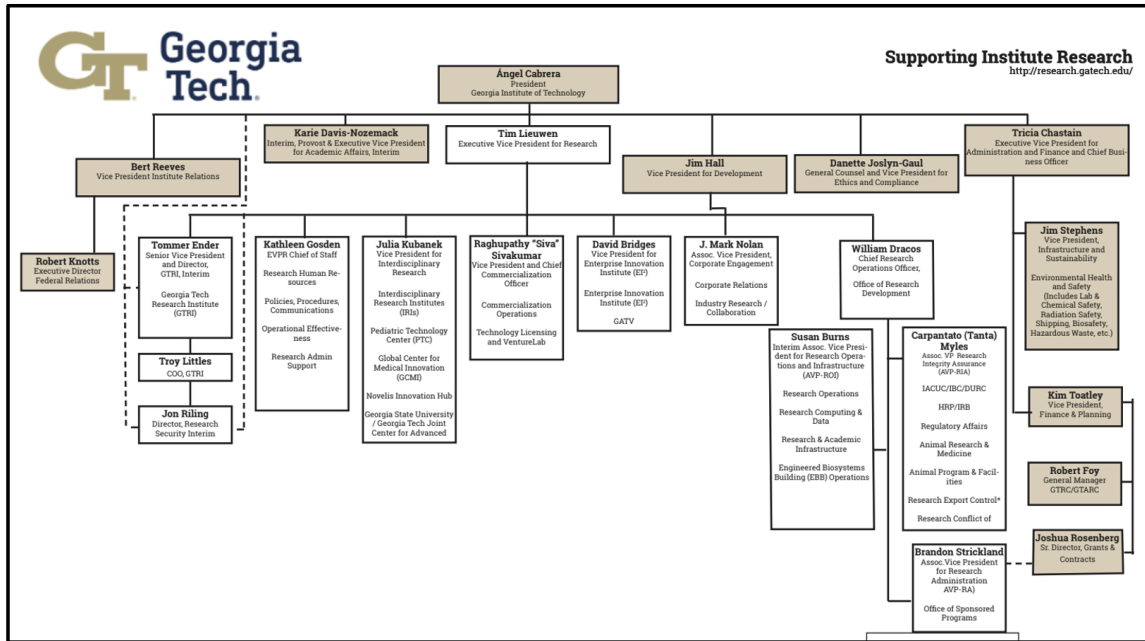 GT Georgia
Tech.
Supporting Institute Research
http://research.gatech.edu/
Ángel Cabrera
President
Georgia Institute of Technology
Karie Davis-Nozemack
Interim, Provost & Executive Vice President
for Academic Affairs, Interim
Tim Lieuwen
Executive Vice President for Research
Tricia Chastain
Executive Vice President for
Administration and Finance and Chief Busi-
ness Officer
Bert Reeves
Vice President Institute Relations
Jim Hall
Vice President for Development
Danette Joslyn-Gaul
General Counsel and Vice President for
Ethics and Compliance
Robert Knotts
Executive Director
Federal Relations
Tommer Ender
Senior Vice President
and Director,
GTRI, Interim
Georgia Tech
Research Institute
(GTRI)
Troy Littles
COO, GTRI
Jon Riling
Director, Research
Security Interim
Kathleen Gosden
EVPR Chief of Staff
Research Human Re-
sources
Policies, Procedures,
Communications
Operational Effective-
ness
Research Admin
Support
Julia Kubanek
Vice President for
Interdisciplinary
Research
Interdisciplinary
Research Institutes
(IRIs)
Pediatric Technology
Center (PTC)
Global Center for
Medical Innovation
(GCMI)
Novelis Innovation Hub
Georgia State University
/ Georgia Tech Joint
Center for Advanced
Raghupathy "Siva"
Sivakumar
Vice President and Chief
Commercialization
Officer
Commercialization
Operations
Technology Licensing
and VentureLab
David Bridges
Vice President for
Enterprise Innovation
Institute (EI²)
Enterprise Innovation
Institute (EI²)
GATV
J. Mark Nolan
Assoc. Vice President,
Corporate Engagement
Corporate Relations
Industry Research /
Collaboration
William Dracos
Chief Research
Operations Officer,
Office of Research
Development
Susan Burns
Interim Assoc. Vice Presi-
dent for Research Opera-
tions and Infrastructure
(AVP-ROI)
Research Operations
Research Computing &
Data
Research & Academic
Infrastructure
Engineered Biosystems
Building (EBB) Operations
Carpantato (Tanta)
Myles
Assoc. VP Research
Integrity Assurance
(AVP-RIA)
IACUC/IBC/DURC
HRP/IRB
Regulatory Affairs
Animal Research &
Medicine
Animal Program & Facil-
ities
Research Export Control*
Research Conflict of
Brandon Strickland
Assoc.Vice President
for Research
Administration
AVP-RA)
Office of Sponsored
Programs
Jim Stephens
Vice President,
Infrastructure and
Sustainability
Environmental Health
and Safety
(Includes Lab &
Chemical Safety,
Radiation Safety,
Shipping, Biosafety,
Hazardous Waste, etc.)
Kim Toatley
Vice President,
Finance & Planning
Robert Foy
General Manager
GTRC/GTARC
Joshua Rosenberg
Sr. Director, Grants &
Contracts